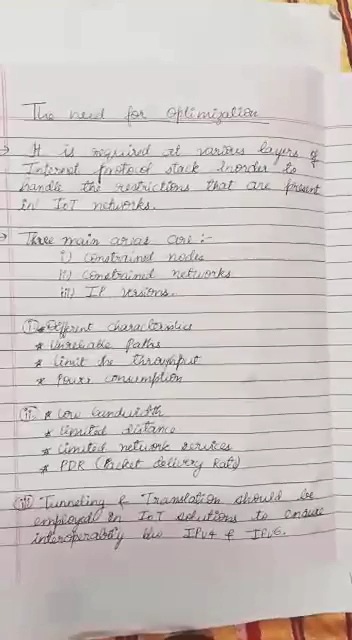 The need for optimization
→ It is required at various layers of
Internet protocol stack inorder to
handle the restrictions that are present
in IoT networks.
→ Three main areas are :-
i) constrained nodes
ii) constrained networks
iii) IP versions.
(i) * Different characteristics
* Unreliable paths
* limit the throughput
* power consumption
(ii) * Low bandwidth
* limited distance
* limited network services
* PDR (Packet delivery Rate)
(iii) Tunneling & Translation should be
employed in IoT solutions to ensure
interoperability b/w IPv4 & IPv6.